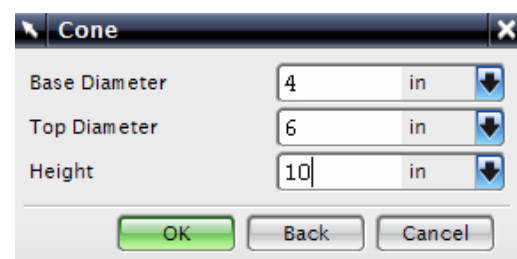 Cone
Base Diameter 4 in
Top Diameter 6 in
Height 10 in
OK Back Cancel